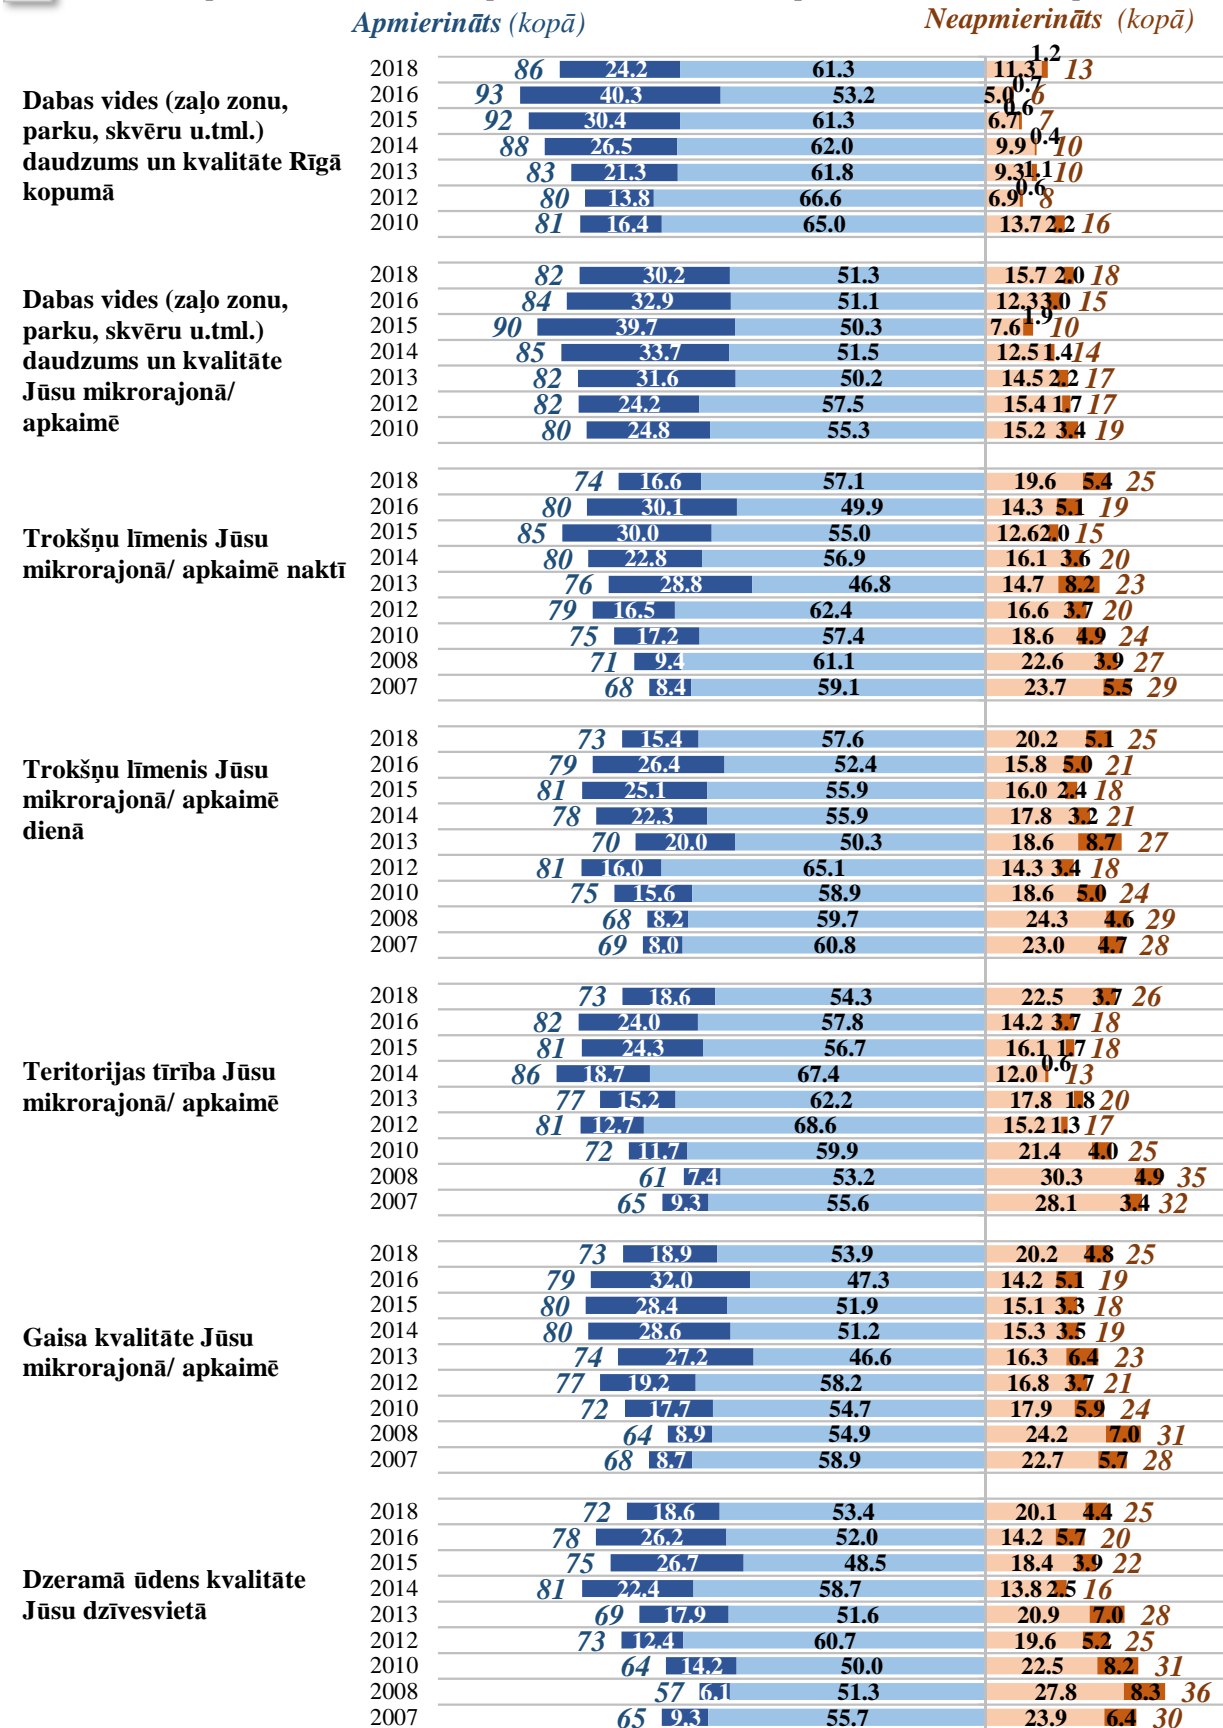 Apmierināts (kopā) Neapmierināts (kopā)
Dabas vides (zaļo zonu,
parku, skvēru u.tml.)
daudzums un kvalitāte Rīgā
kopumā
2018 86 24.2 61.3 11.3 1.2 13
2016 93 40.3 53.2 5.0 0.7 6
2015 92 30.4 61.3 6.7 0.6 7
2014 88 26.5 62.0 9.9 0.4 10
2013 83 21.3 61.8 9.3 1.1 10
2012 80 13.8 66.6 6.9 0.6 8
2010 81 16.4 65.0 13.7 2.2 16
Dabas vides (zaļo zonu,
parku, skvēru u.tml.)
daudzums un kvalitāte
Jūsu mikrorajonā/
apkaimē
2018 82 30.2 51.3 15.7 2.0 18
2016 84 32.9 51.1 12.3 3.0 15
2015 90 39.7 50.3 7.6 1.9 10
2014 85 33.7 51.5 12.5 1.4 14
2013 82 31.6 50.2 14.5 2.2 17
2012 82 24.2 57.5 15.4 1.7 17
2010 80 24.8 55.3 15.2 3.4 19
Trokšņu līmenis Jūsu
mikrorajonā/ apkaimē naktī
2018 74 16.6 57.1 19.6 5.4 25
2016 80 30.1 49.9 14.3 5.1 19
2015 85 30.0 55.0 12.6 2.0 15
2014 80 22.8 56.9 16.1 3.6 20
2013 76 28.8 46.8 14.7 8.2 23
2012 79 16.5 62.4 16.6 3.7 20
2010 75 17.2 57.4 18.6 4.9 24
2008 71 9.4 61.1 22.6 3.9 27
2007 68 8.4 59.1 23.7 5.5 29
Trokšņu līmenis Jūsu
mikrorajonā/ apkaimē
dienā
2018 73 15.4 57.6 20.2 5.1 25
2016 79 26.4 52.4 15.8 5.0 21
2015 81 25.1 55.9 16.0 2.4 18
2014 78 22.3 55.9 17.8 3.2 21
2013 70 20.0 50.3 18.6 8.7 27
2012 81 16.0 65.1 14.3 3.4 18
2010 75 15.6 58.9 18.6 5.0 24
2008 68 8.2 59.7 24.3 4.6 29
2007 69 8.0 60.8 23.0 4.7 28
Teritorijas tīrība Jūsu
mikrorajonā/ apkaimē
2018 73 18.6 54.3 22.5 3.7 26
2016 82 24.0 57.8 14.2 3.7 18
2015 81 24.3 56.7 16.1 1.7 18
2014 86 18.7 67.4 12.0 0.6 13
2013 77 15.2 62.2 17.8 1.8 20
2012 81 12.7 68.6 15.2 1.3 17
2010 72 11.7 59.9 21.4 4.0 25
2008 61 7.4 53.2 30.3 4.9 35
2007 65 9.3 55.6 28.1 3.4 32
Gaisa kvalitāte Jūsu
mikrorajonā/ apkaimē
2018 73 18.9 53.9 20.2 4.8 25
2016 79 32.0 47.3 14.2 5.1 19
2015 80 28.4 51.9 15.1 3.3 18
2014 80 28.6 51.2 15.3 3.5 19
2013 74 27.2 46.6 16.3 6.4 23
2012 77 19.2 58.2 16.8 3.7 21
2010 72 17.7 54.7 17.9 5.9 24
2008 64 8.9 54.9 24.2 7.0 31
2007 68 8.7 58.9 22.7 5.7 28
Dzeramā ūdens kvalitāte
Jūsu dzīvesvietā
2018 72 18.6 53.4 20.1 4.4 25
2016 78 26.2 52.0 14.2 5.7 20
2015 75 26.7 48.5 18.4 3.9 22
2014 81 22.4 58.7 13.8 2.5 16
2013 69 17.9 51.6 20.9 7.0 28
2012 73 12.4 60.7 19.6 5.2 25
2010 64 14.2 50.0 22.5 8.2 31
2008 57 6.1 51.3 27.8 8.3 36
2007 65 9.3 55.7 23.9 6.4 30